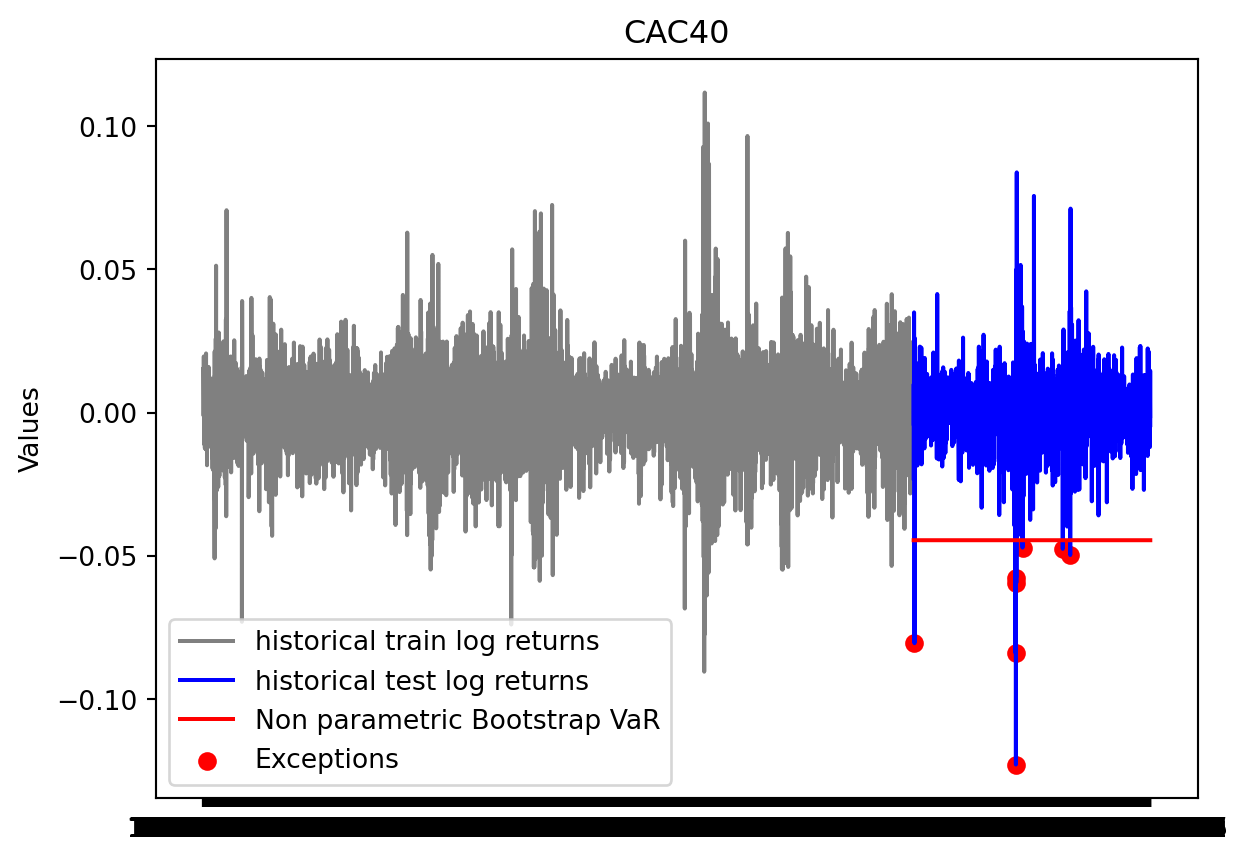 CAC40
0.10
0.05
0.00
−0.05
−0.10
Values
historical train log returns
historical test log returns
Non parametric Bootstrap VaR
Exceptions